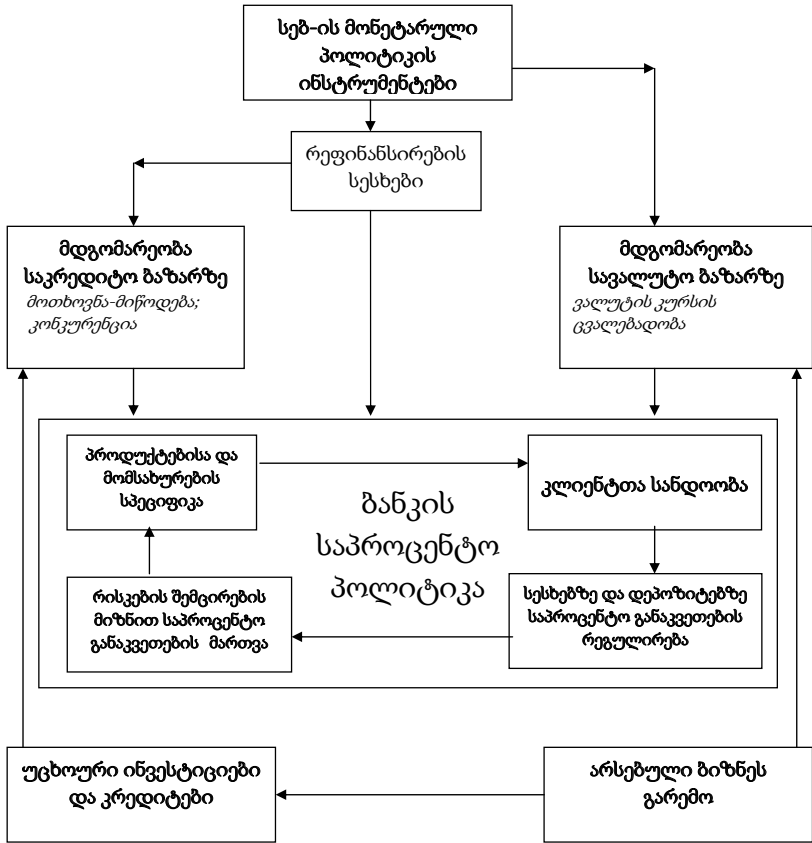 სებ-ის მონეტარული
პოლიტიკის
ინსტრუმენტები
რეფინანსირების
სესხები
მდგომარეობა
საკრედიტო ბაზარზე
მოთხოვნა-მიწოდება;
კონკურენცია
მდგომარეობა
სავალუტო ბაზარზე
ვალუტის კურსის
ცვალებადობა
პროდუქტებისა და
მომსახურების
სპეციფიკა
კლიენტთა სანდოობა
ბანკის
საპროცენტო
პოლიტიკა
რისკების შემცირების
მიზნით საპროცენტო
განაკვეთების მართვა
სესხებზე და დეპოზიტებზე
საპროცენტო განაკვეთების
რეგულირება
უცხოური ინვესტიციები
და კრედიტები
არსებული ბიზნეს
გარემო